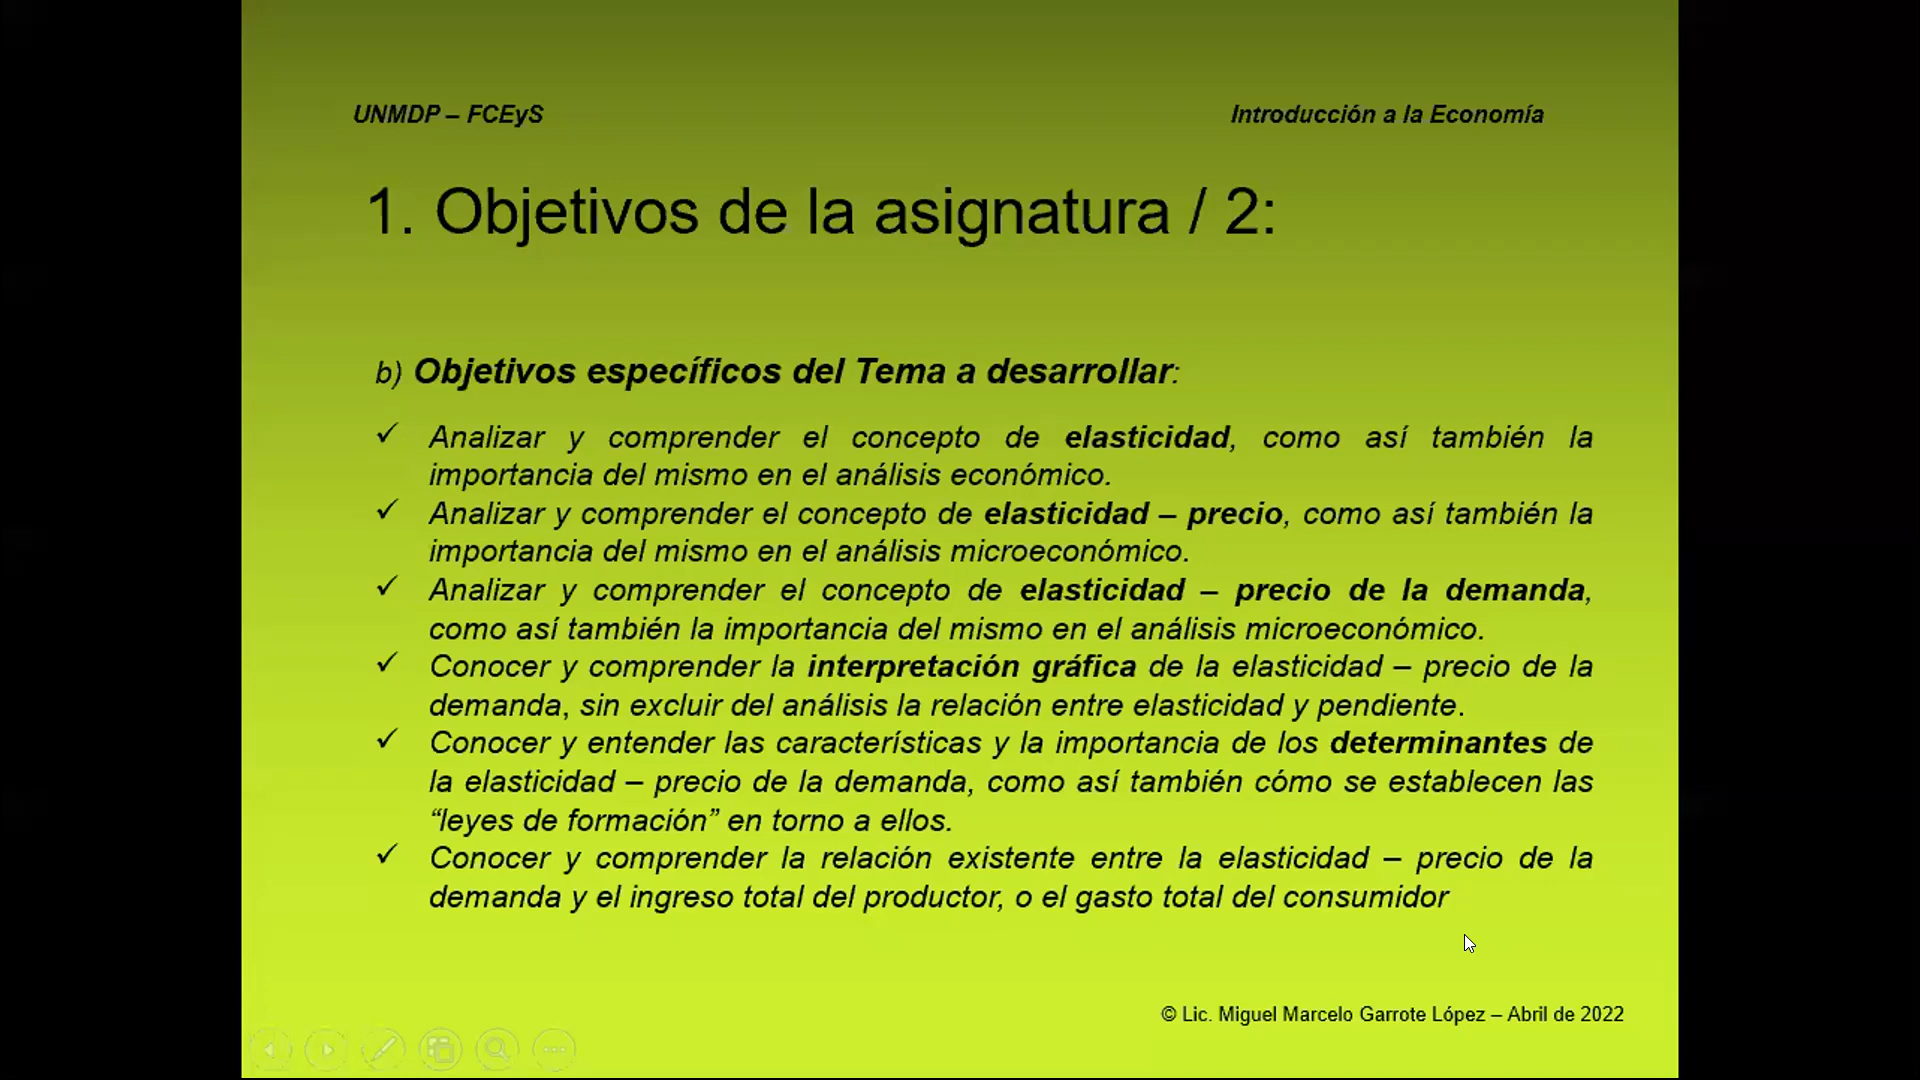 UNMDP – FCEyS
Introducción a la Economía
1. Objetivos de la asignatura / 2:
b) Objetivos específicos del Tema a desarrollar:
✓ Analizar y comprender el concepto de elasticidad, como así también la
importancia del mismo en el análisis económico.
✓ Analizar y comprender el concepto de elasticidad – precio, como así también la
importancia del mismo en el análisis microeconómico.
✓ Analizar y comprender el concepto de elasticidad – precio de la demanda,
como así también la importancia del mismo en el análisis microeconómico.
✓ Conocer y comprender la interpretación gráfica de la elasticidad – precio de la
demanda, sin excluir del análisis la relación entre elasticidad y pendiente.
✓ Conocer y entender las características y la importancia de los determinantes de
la elasticidad – precio de la demanda, como así también cómo se establecen las
“leyes de formación” en torno a ellos.
✓ Conocer y comprender la relación existente entre la elasticidad – precio de la
demanda y el ingreso total del productor, o el gasto total del consumidor
© Lic. Miguel Marcelo Garrote López – Abril de 2022